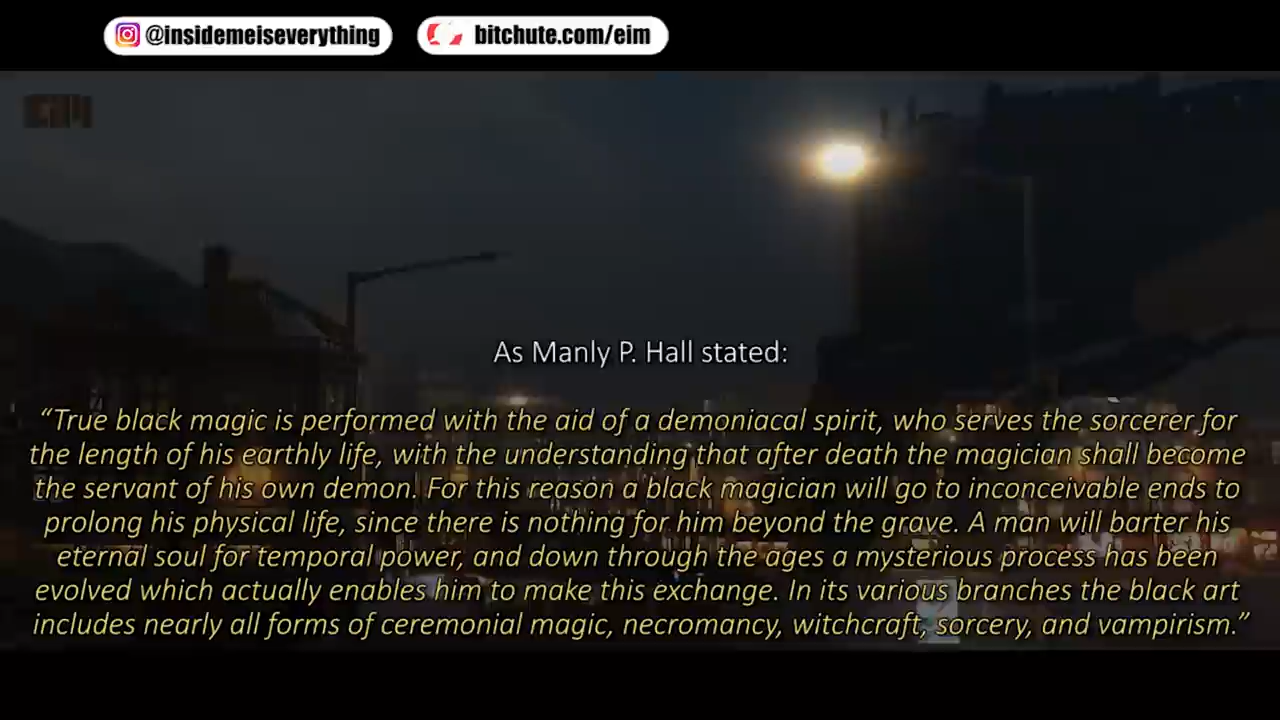 @insidemeiseverything
bitchute.com/eim
As Manly P. Hall stated:
“True black magic is performed with the aid of a demoniacal spirit, who serves the sorcerer for
the length of his earthly life, with the understanding that after death the magician shall become
the servant of his own demon. For this reason a black magician will go to inconceivable ends to
prolong his physical life, since there is nothing for him beyond the grave. A man will barter his
eternal soul for temporal power, and down through the ages a mysterious process has been
evolved which actually enables him to make this exchange. In its various branches the black art
includes nearly all forms of ceremonial magic, necromancy, witchcraft, sorcery, and vampirism.”